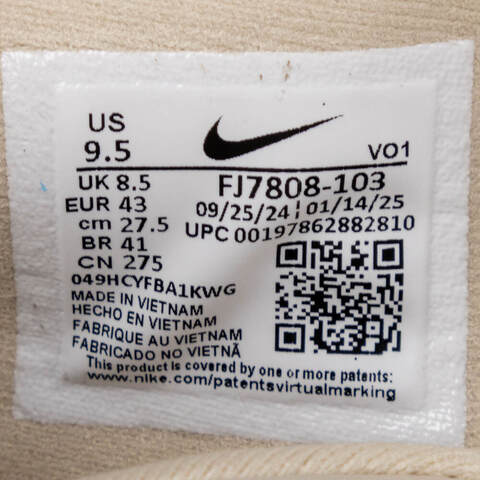 US
9.5
VO1
UK 8.5
FJ7808-103
EUR 43
09/25/24 | 01/14/25
cm 27.5
UPC 00197862882810
BR 41
CN 275
049HCYFBA1KWG
MADE IN VIETNAM
HECHO EN VIETNAM
FABRIQUE AU VIETNAM
FABRICADO NO VIETNÃ
This product is covered by one or more patents:
www.nike.com/patentsvirtualmarking